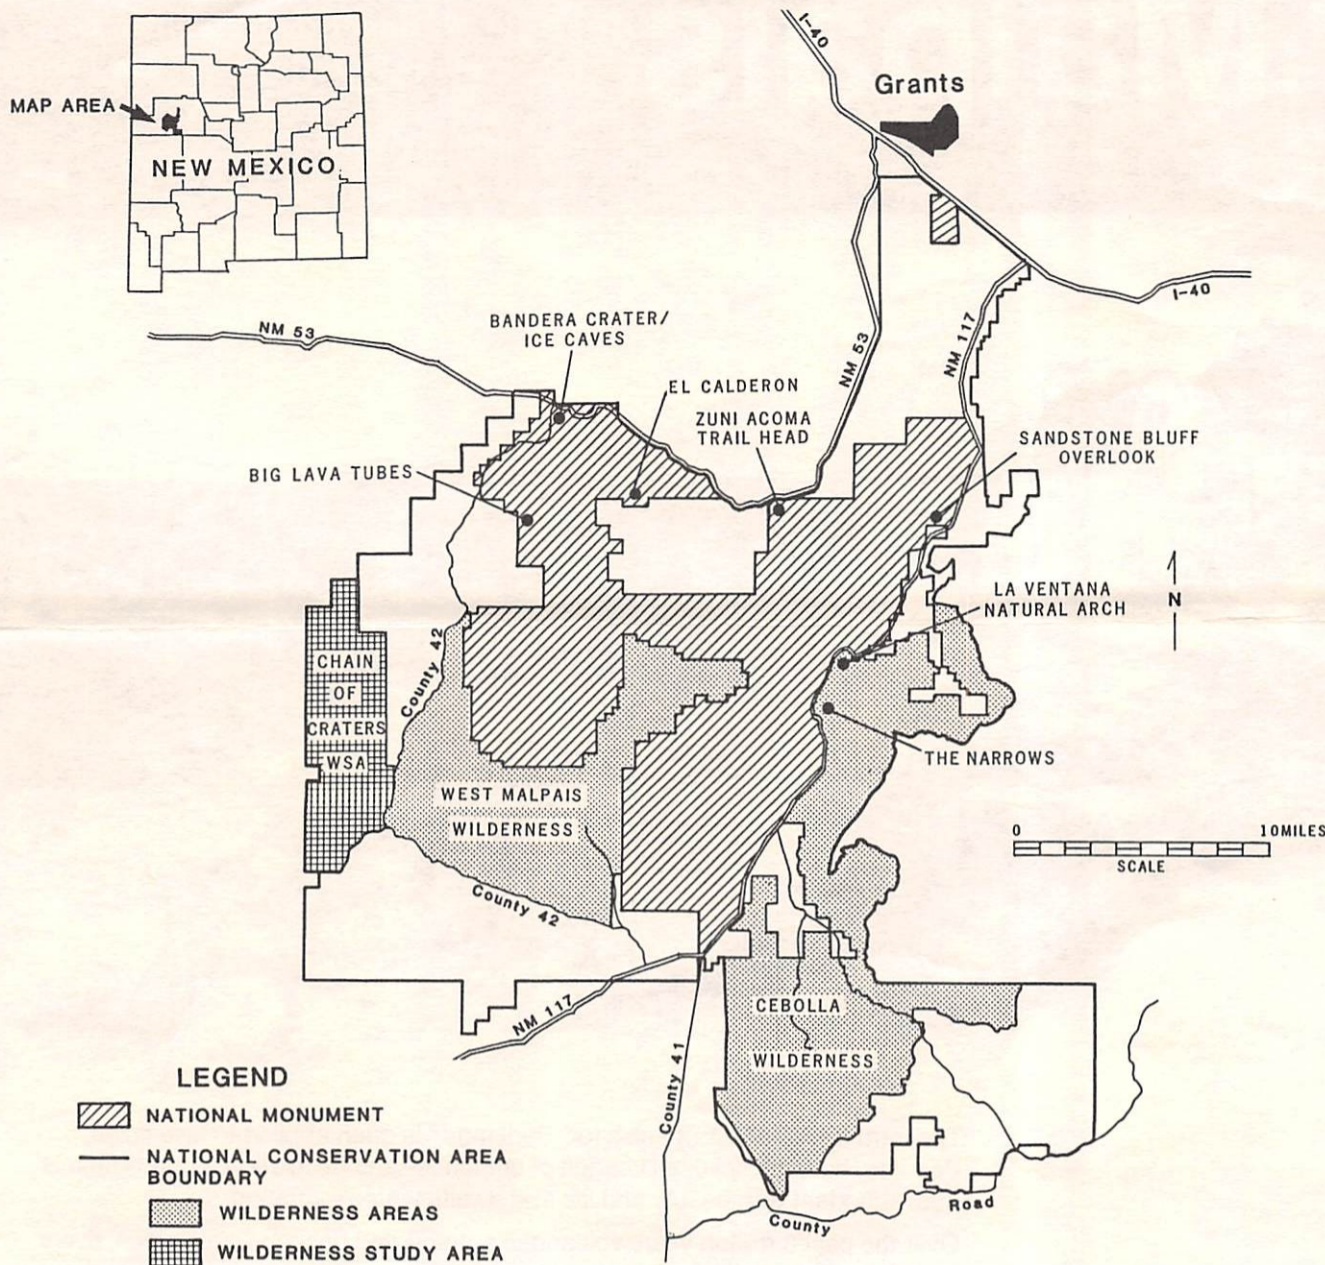 I-40
Grants
MAP AREA
NEW MEXICO
NM 53
BANDERA CRATER/
ICE CAVES
EL CALDERON
ZUNI ACOMA
TRAIL HEAD
NM 53
NM 117
I-40
BIG LAVA TUBES
SANDSTONE BLUFF
OVERLOOK
LA VENTANA
NATURAL ARCH
N
CHAIN
OF
CRATERS
WSA
County 42
THE NARROWS
WEST MALPAIS
WILDERNESS
0 10 MILES
SCALE
County 42
NM 117
CEBOLLA
WILDERNESS
County 41
County Road
LEGEND
NATIONAL MONUMENT
NATIONAL CONSERVATION AREA
BOUNDARY
WILDERNESS AREAS
WILDERNESS STUDY AREA